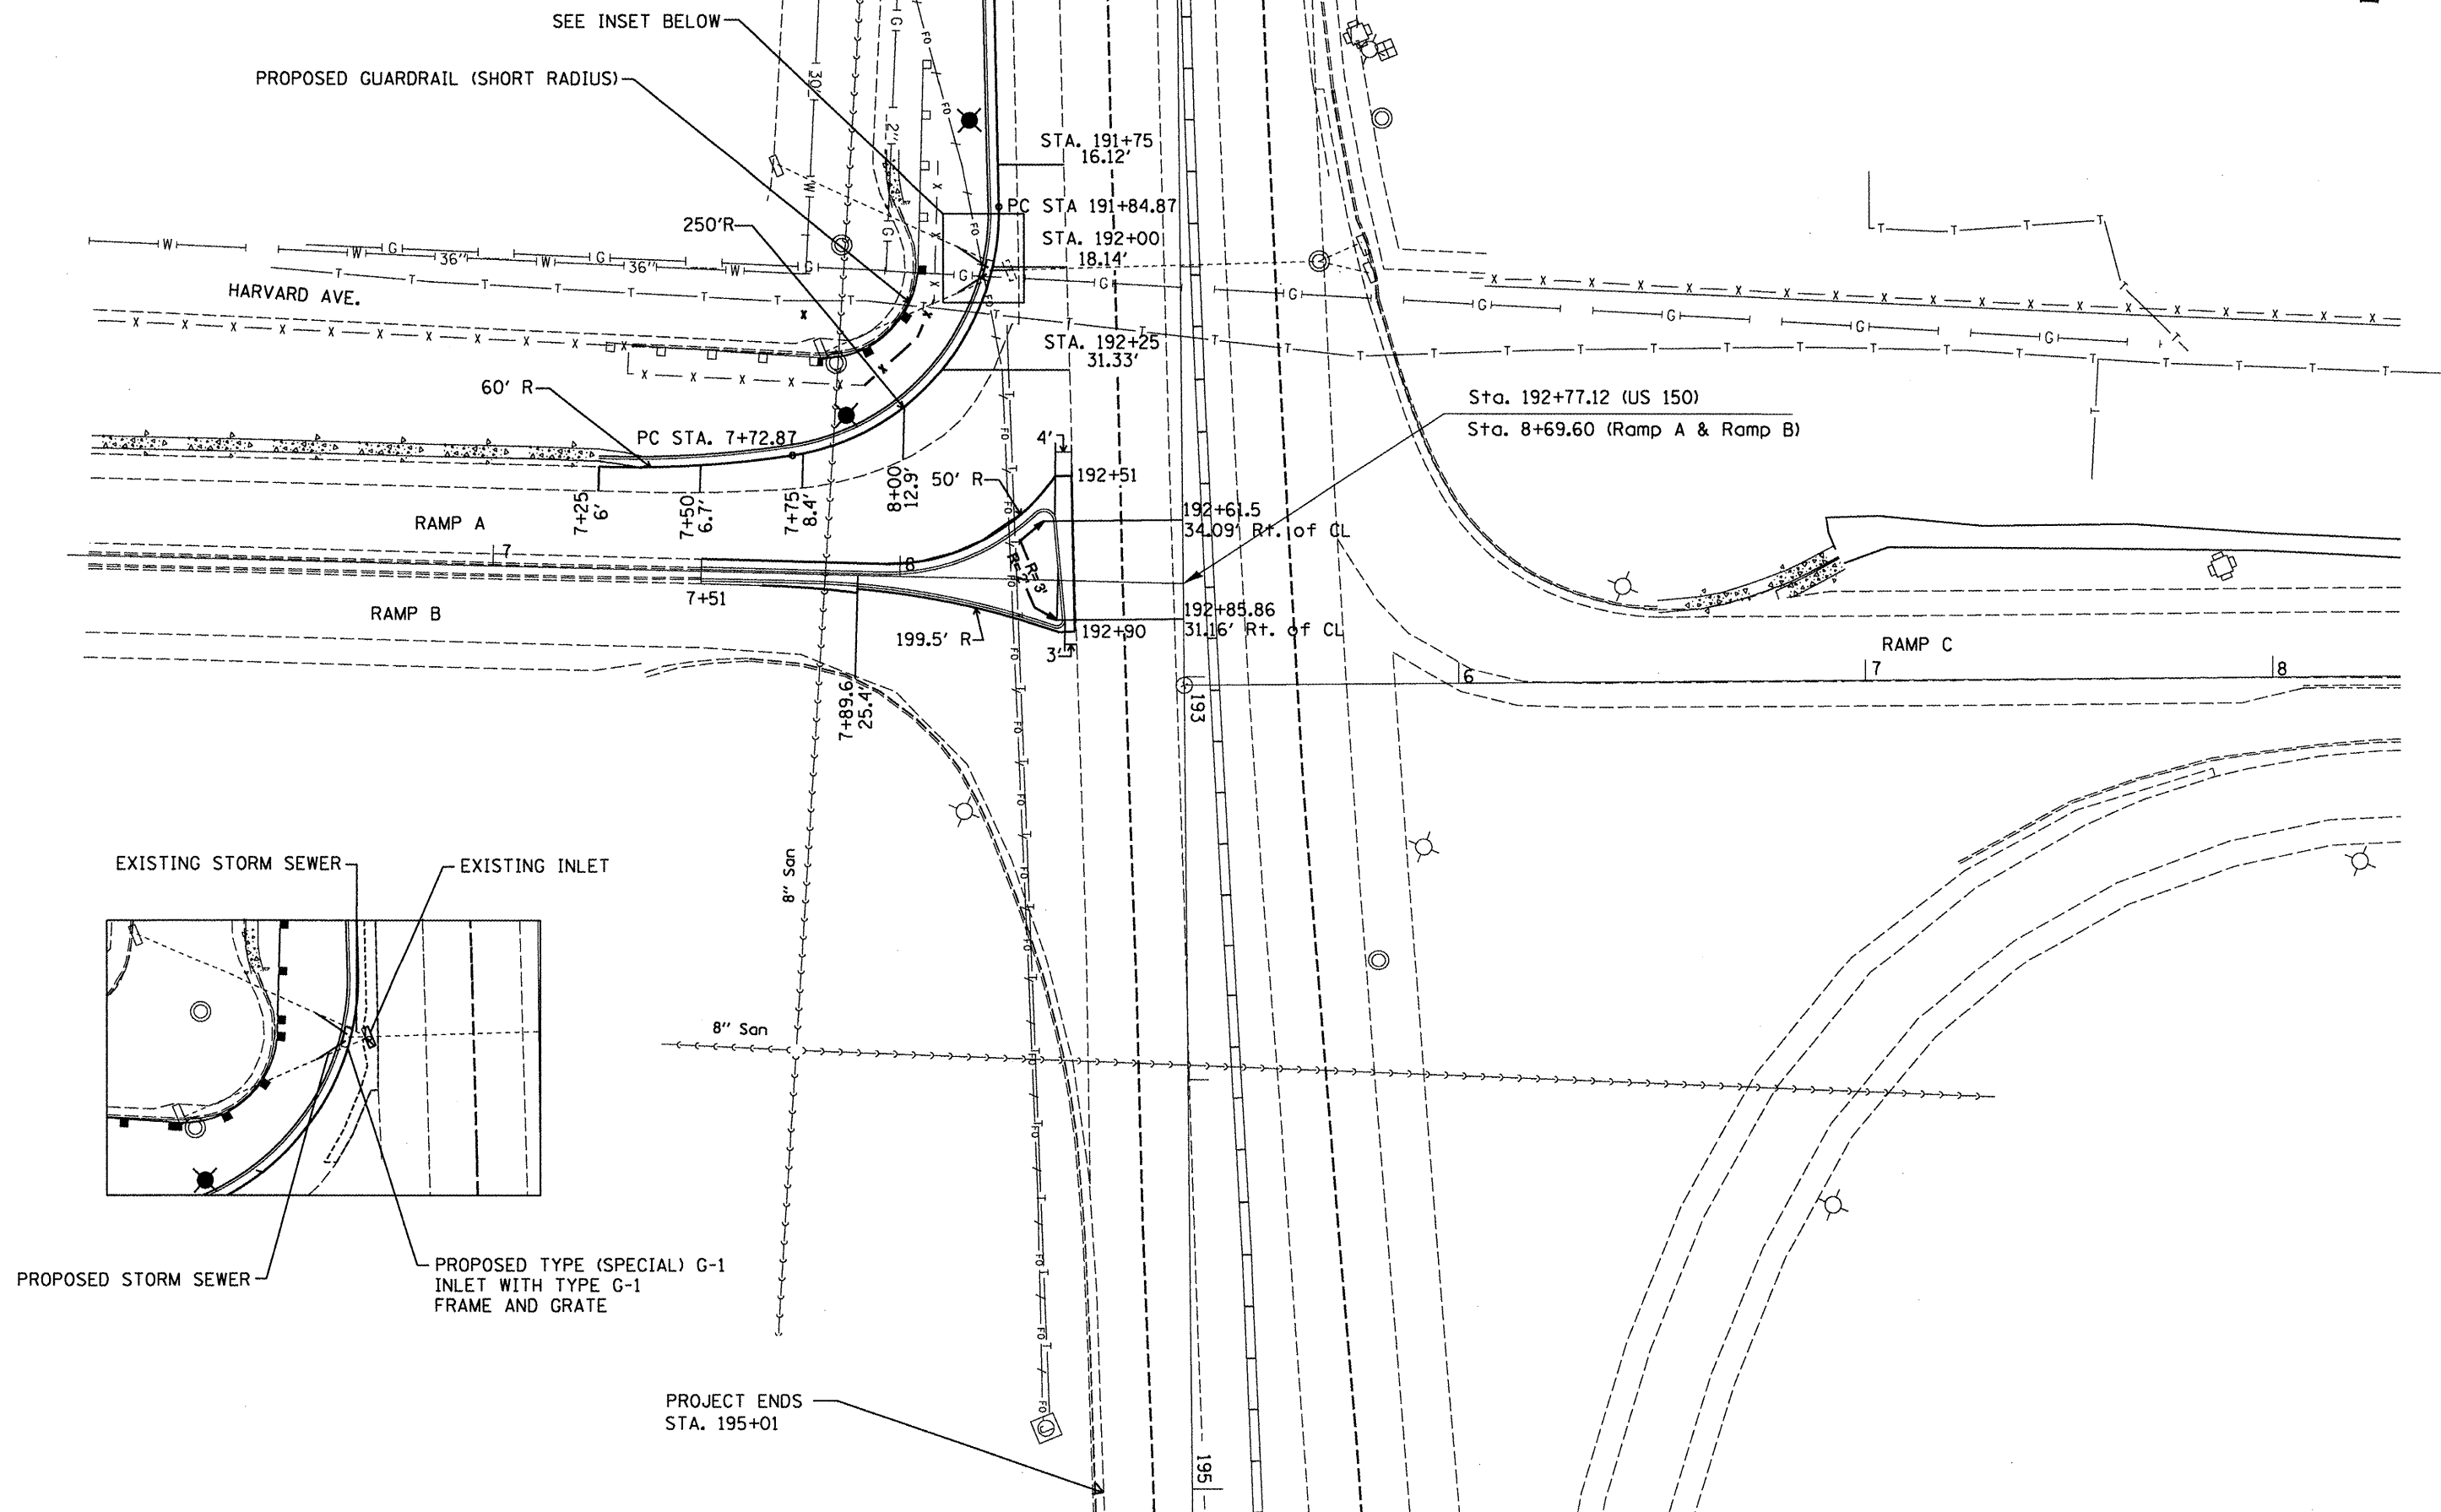 SEE INSET BELOW
PROPOSED GUARDRAIL (SHORT RADIUS)
30'
2"
STA. 191+75
16.12'
PC STA 191+84.87
250'R
STA. 192+00
18.14'
W
G
W
36"
G
W
36"
W
G
G
G
G
HARVARD AVE.
STA. 192+25
31.33'
60' R
PC STA. 7+72.87
Sta. 192+77.12 (US 150)
Sta. 8+69.60 (Ramp A & Ramp B)
4'
192+51
50' R
7+25
6'
7+50
6.7'
7+75
8.4'
8+00
12.9'
192+61.5
34.09' Rt. of CL
RAMP A
7
8
R=2'
R=3'
7+51
RAMP B
192+85.86
31.16' Rt. of CL
192+90
199.5' R
3'
RAMP C
6
7
8
7+89.6
25.4'
193
8" San
EXISTING STORM SEWER
EXISTING INLET
8" San
PROPOSED STORM SEWER
PROPOSED TYPE (SPECIAL) G-1
INLET WITH TYPE G-1
FRAME AND GRATE
PROJECT ENDS
STA. 195+01
J
195